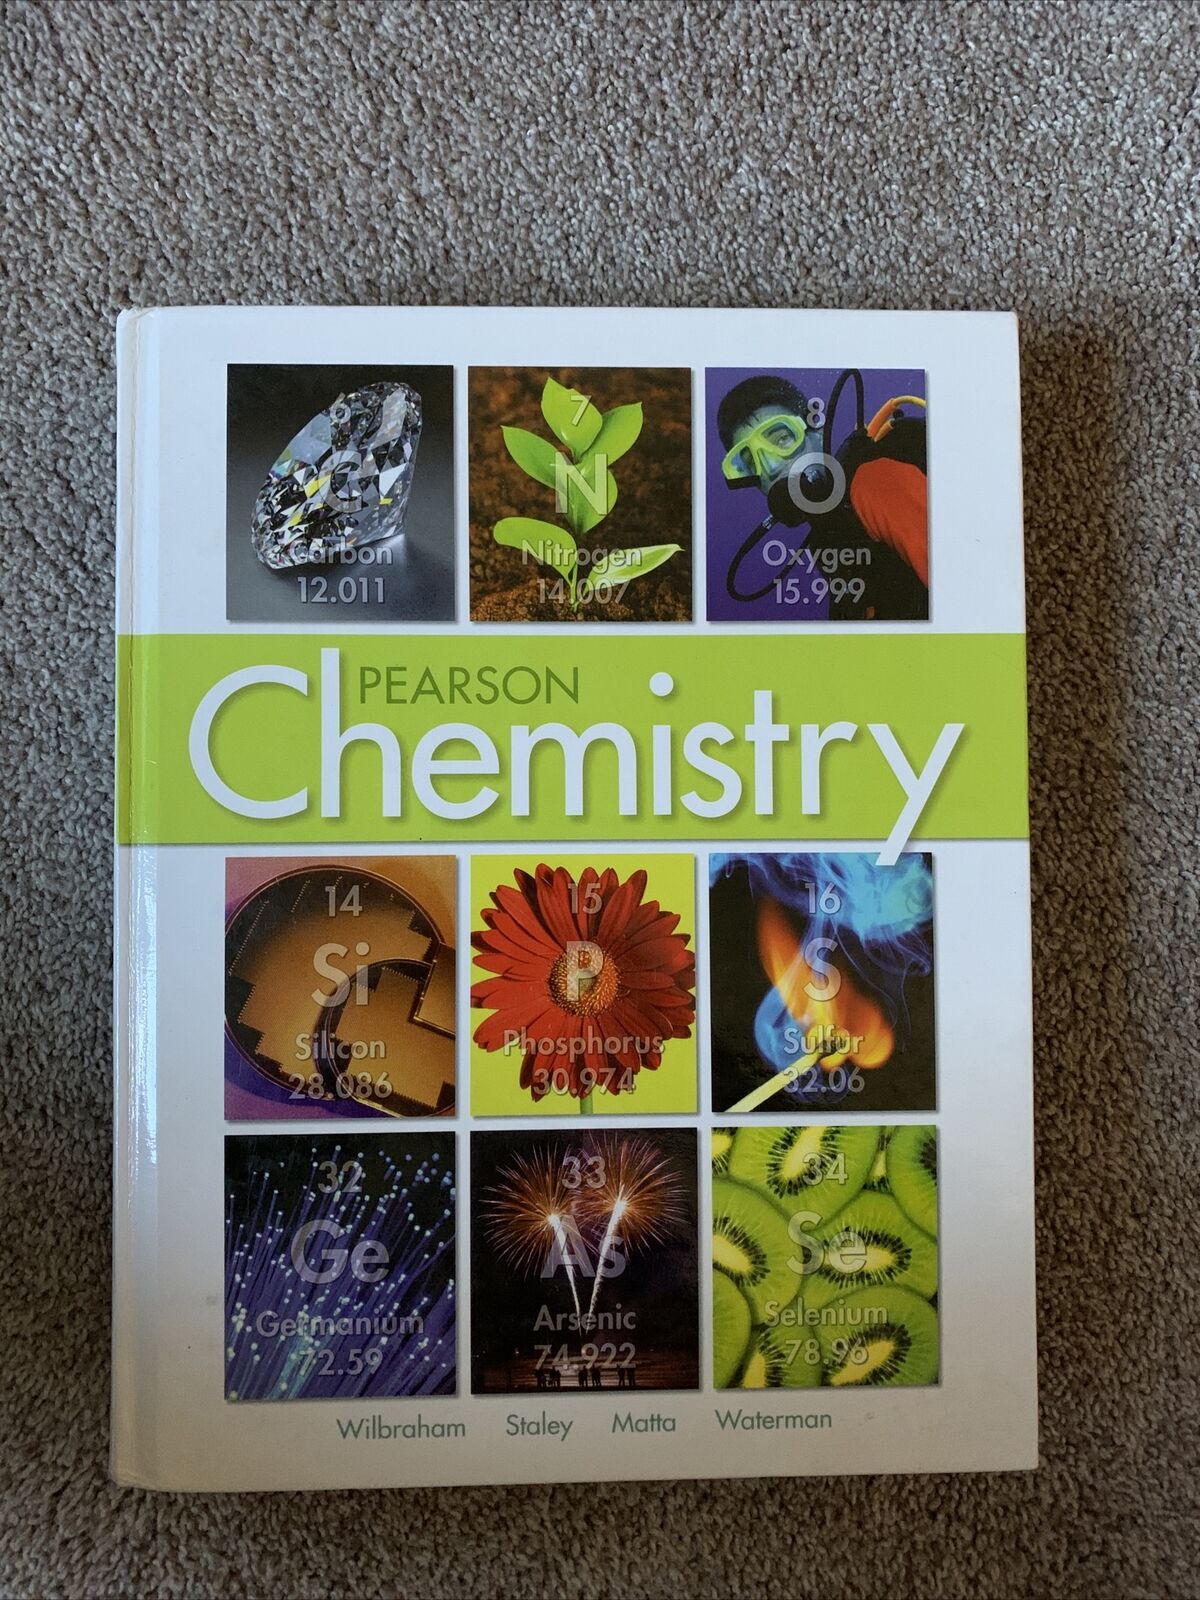 6
C
Carbon
12.011
7
N
Nitrogen
14.007
8
O
Oxygen
15.999
PEARSON
Chemistry
14
Si
Silicon
28.086
15
P
Phosphorus
30.974
16
S
Sulfur
32.06
32
Ge
Germanium
72.59
33
As
Arsenic
74.922
34
Se
Selenium
78.96
Wilbraham Staley Matta Waterman